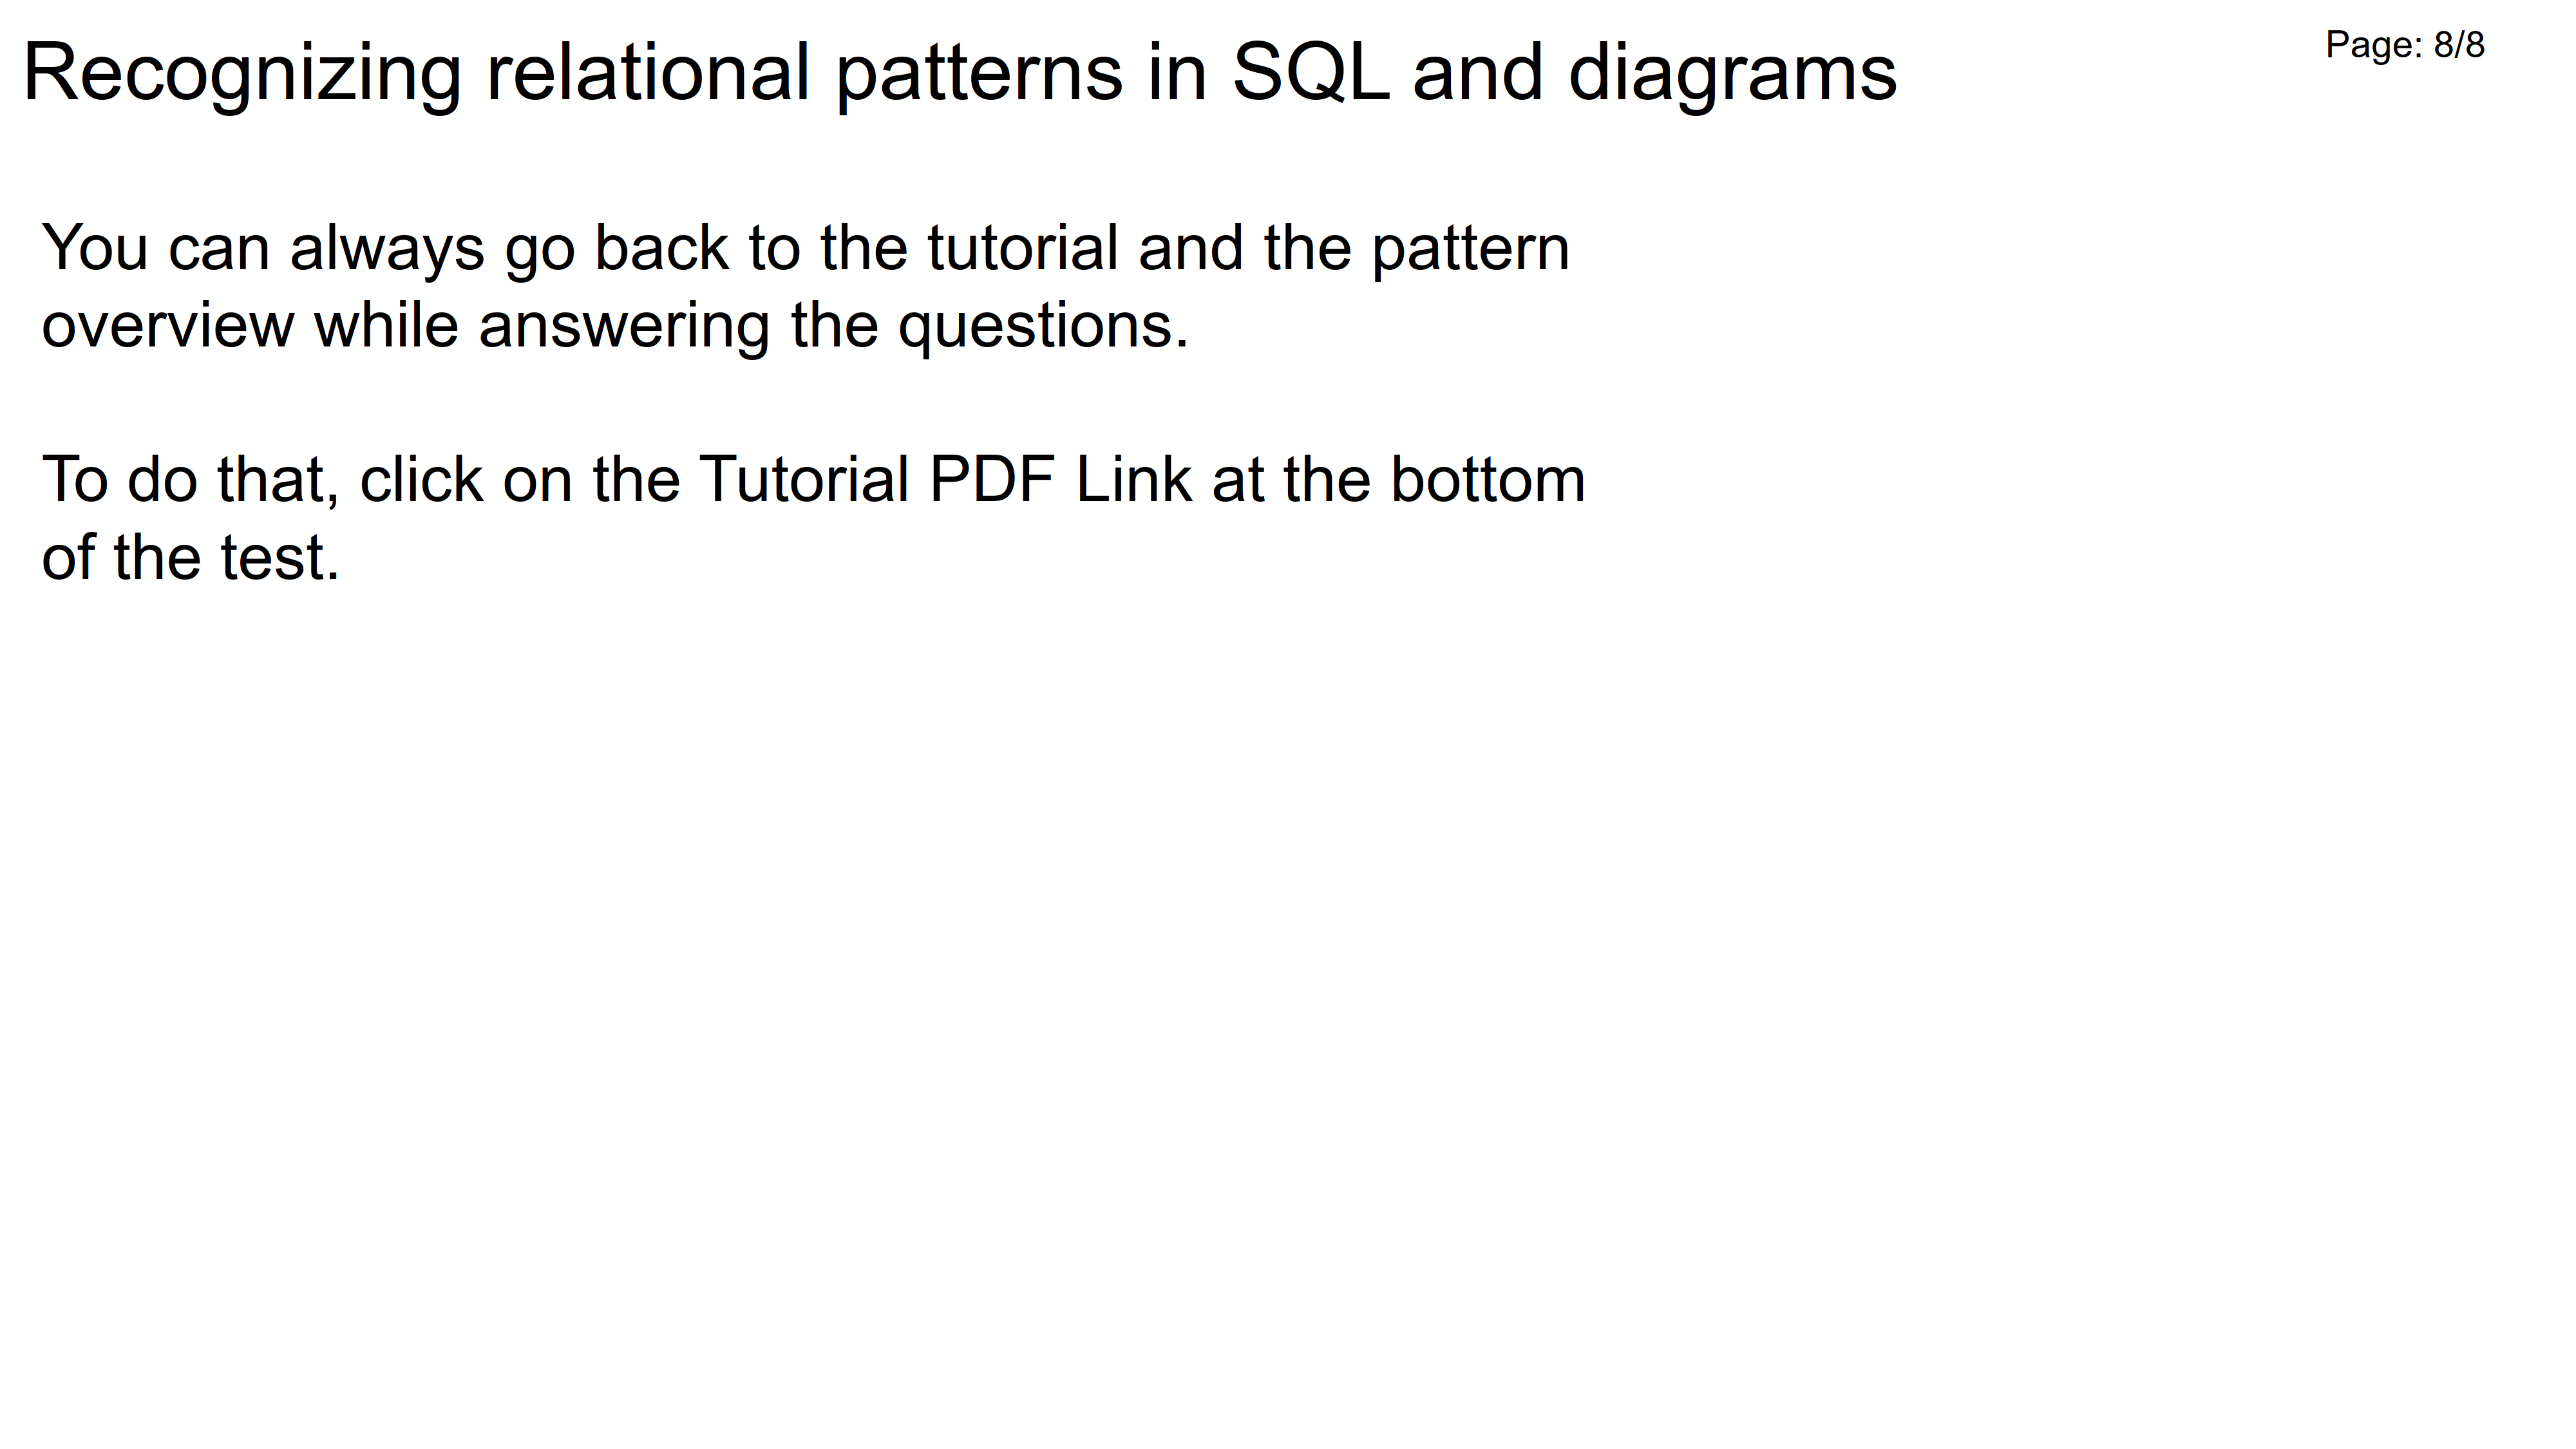 Recognizing relational patterns in SQL and diagrams
Page: 8/8
You can always go back to the tutorial and the pattern
overview while answering the questions.
To do that, click on the Tutorial PDF Link at the bottom
of the test.